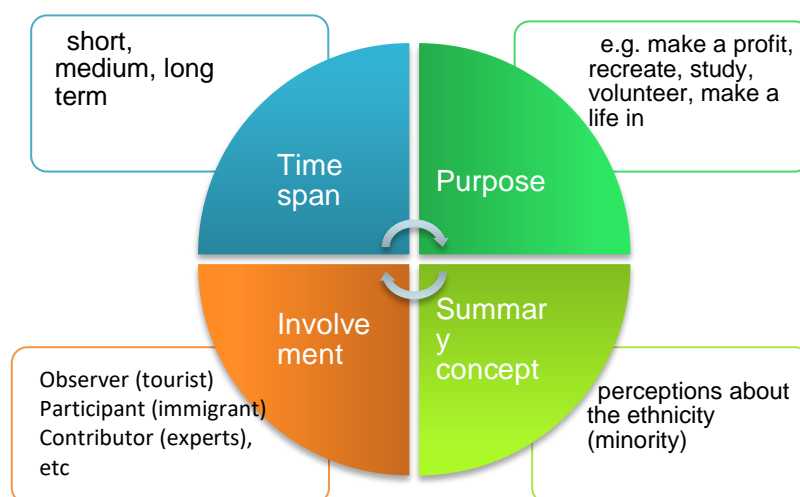 short,
medium, long
term
e.g. make a profit,
recreate, study,
volunteer, make a
life in
Time
span
Purpose
Involve
ment
Summar
y
concept
Observer (tourist)
Participant (immigrant)
Contributor (experts),
etc
perceptions about
the ethnicity
(minority)